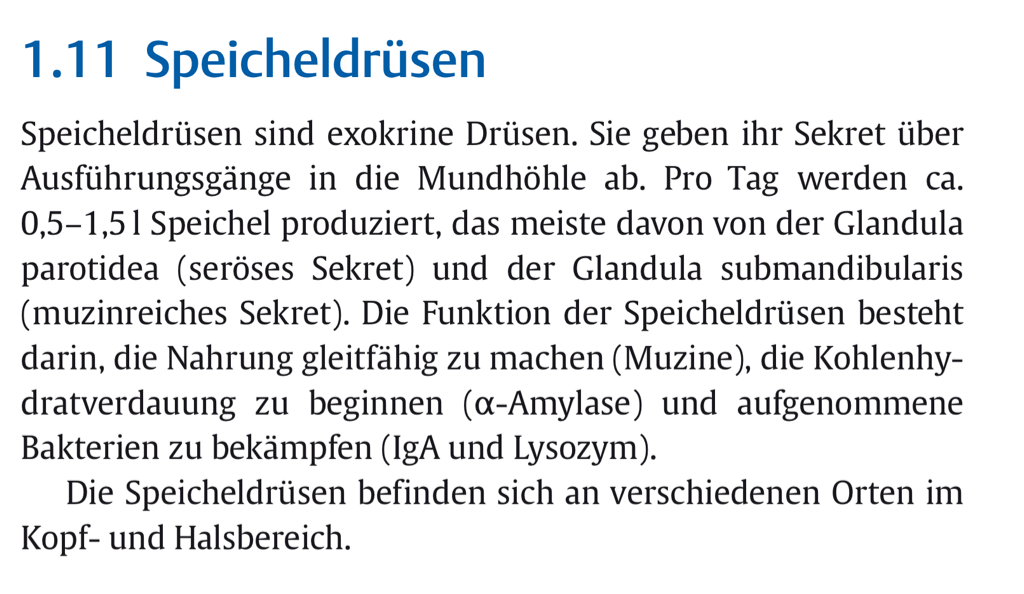 1.11 Speicheldrüsen
Speicheldrüsen sind exokrine Drüsen. Sie geben ihr Sekret über
Ausführungsgänge in die Mundhöhle ab. Pro Tag werden ca.
0,5–1,5 l Speichel produziert, das meiste davon von der Glandula
parotidea (seröses Sekret) und der Glandula submandibularis
(muzinreiches Sekret). Die Funktion der Speicheldrüsen besteht
darin, die Nahrung gleitfähig zu machen (Muzine), die Kohlenhy-
dratverdauung zu beginnen (α-Amylase) und aufgenommene
Bakterien zu bekämpfen (IgA und Lysozym).
Die Speicheldrüsen befinden sich an verschiedenen Orten im
Kopf- und Halsbereich.